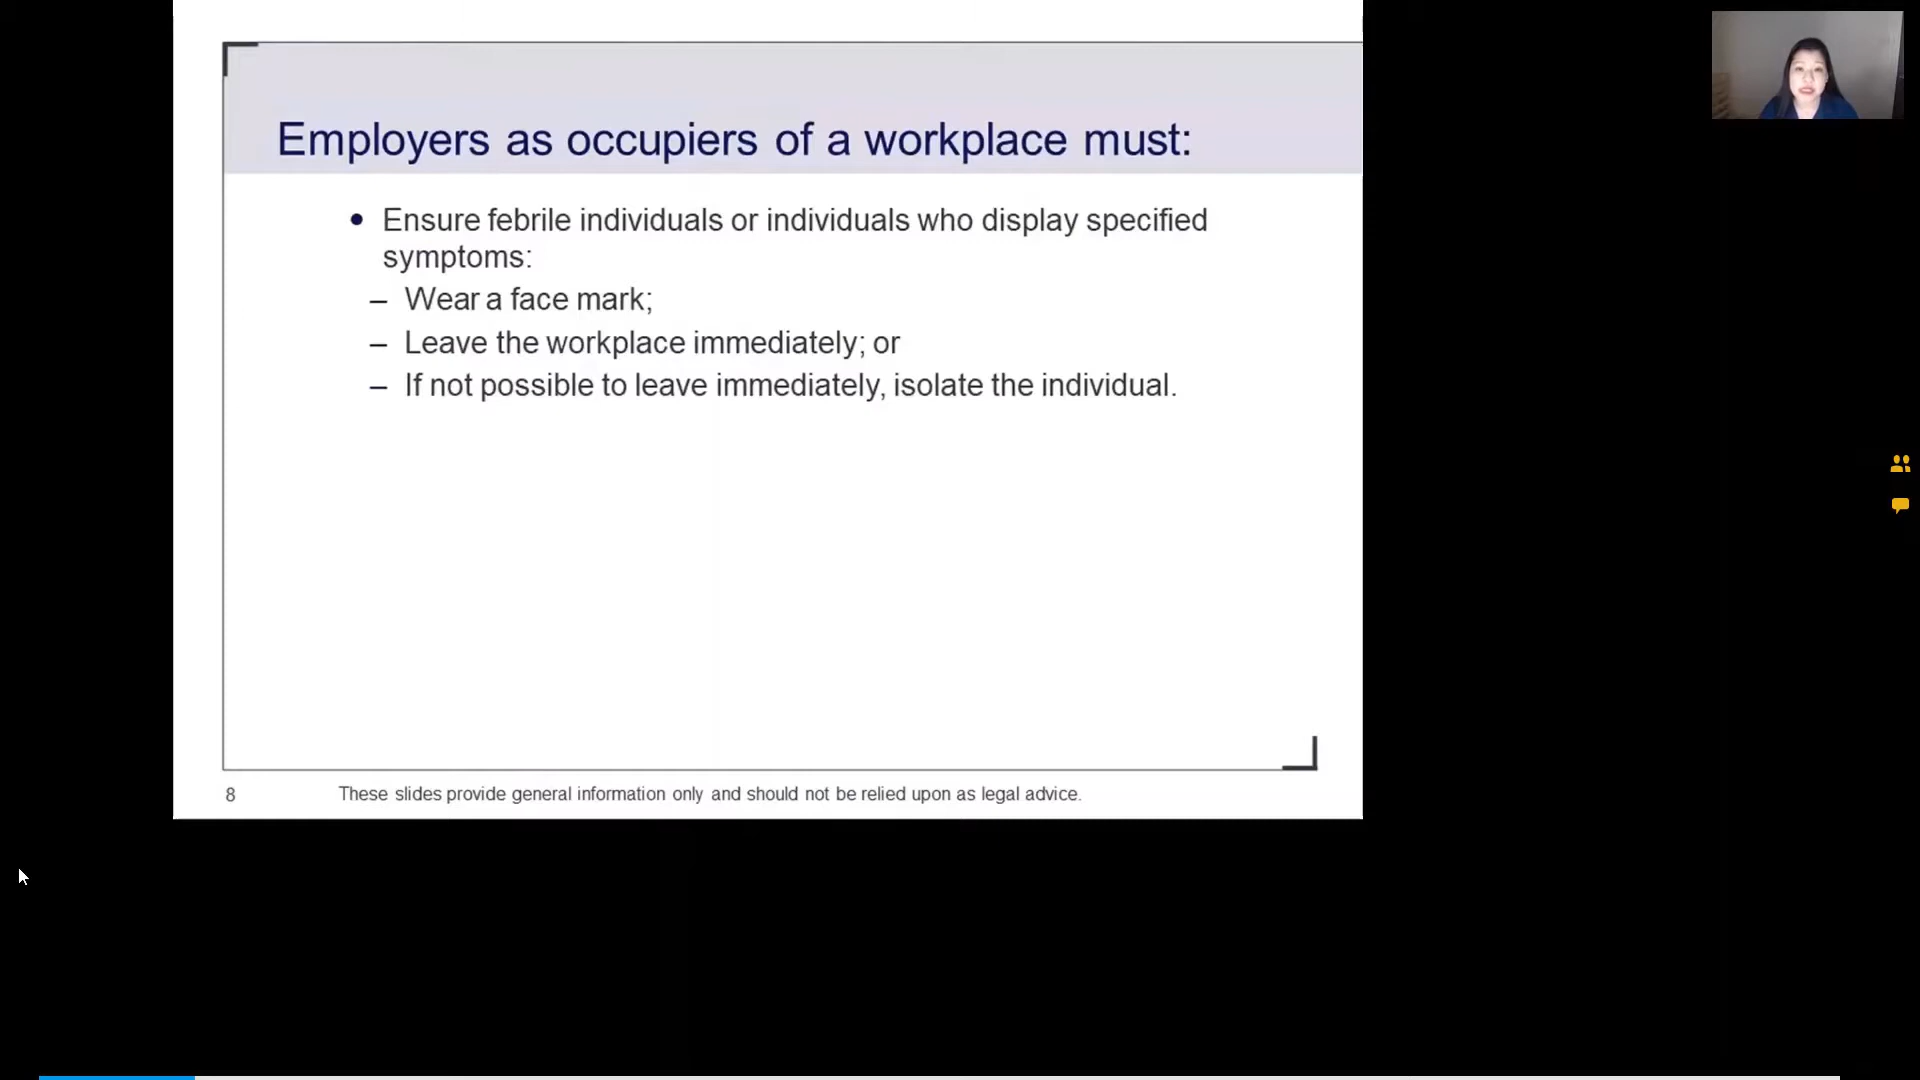 Employers as occupiers of a workplace must:
• Ensure febrile individuals or individuals who display specified
symptoms:
– Wear a face mark;
– Leave the workplace immediately; or
– If not possible to leave immediately, isolate the individual.
8 These slides provide general information only and should not be relied upon as legal advice.